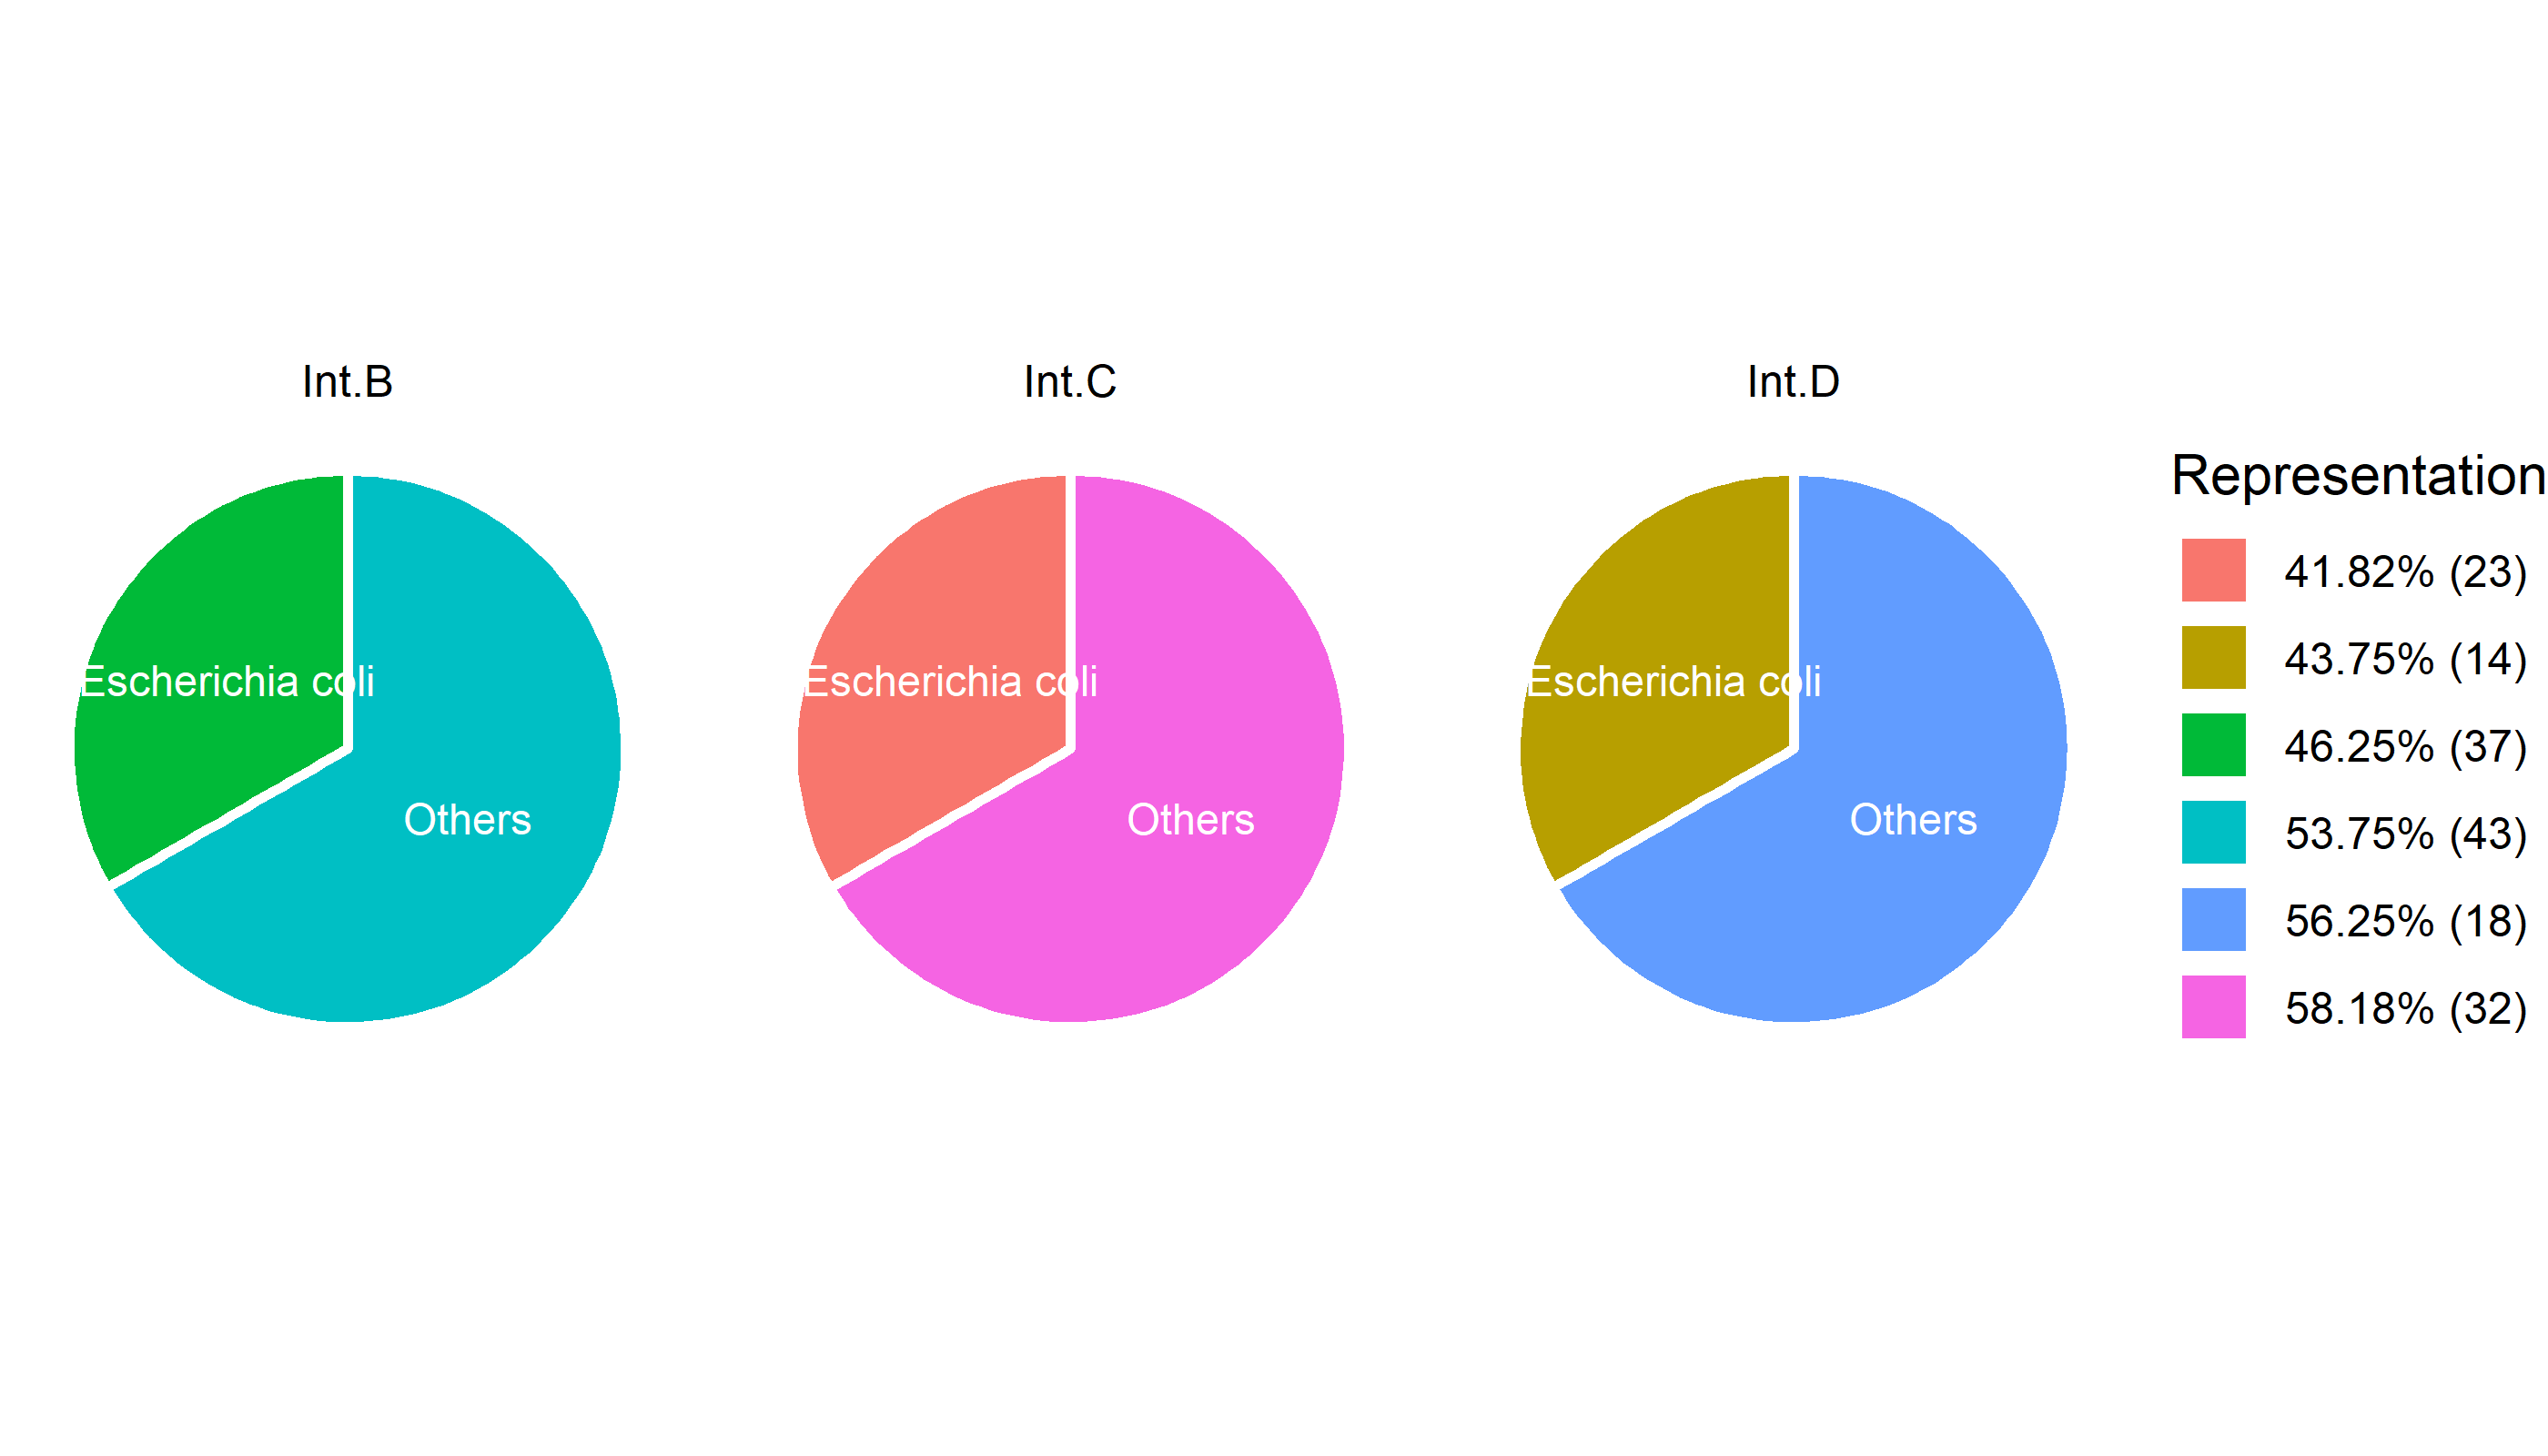 Int.B
Int.C
Int.D
Escherichia coli
Others
Escherichia coli
Others
Escherichia coli
Others
Representation
41.82% (23)
43.75% (14)
46.25% (37)
53.75% (43)
56.25% (18)
58.18% (32)